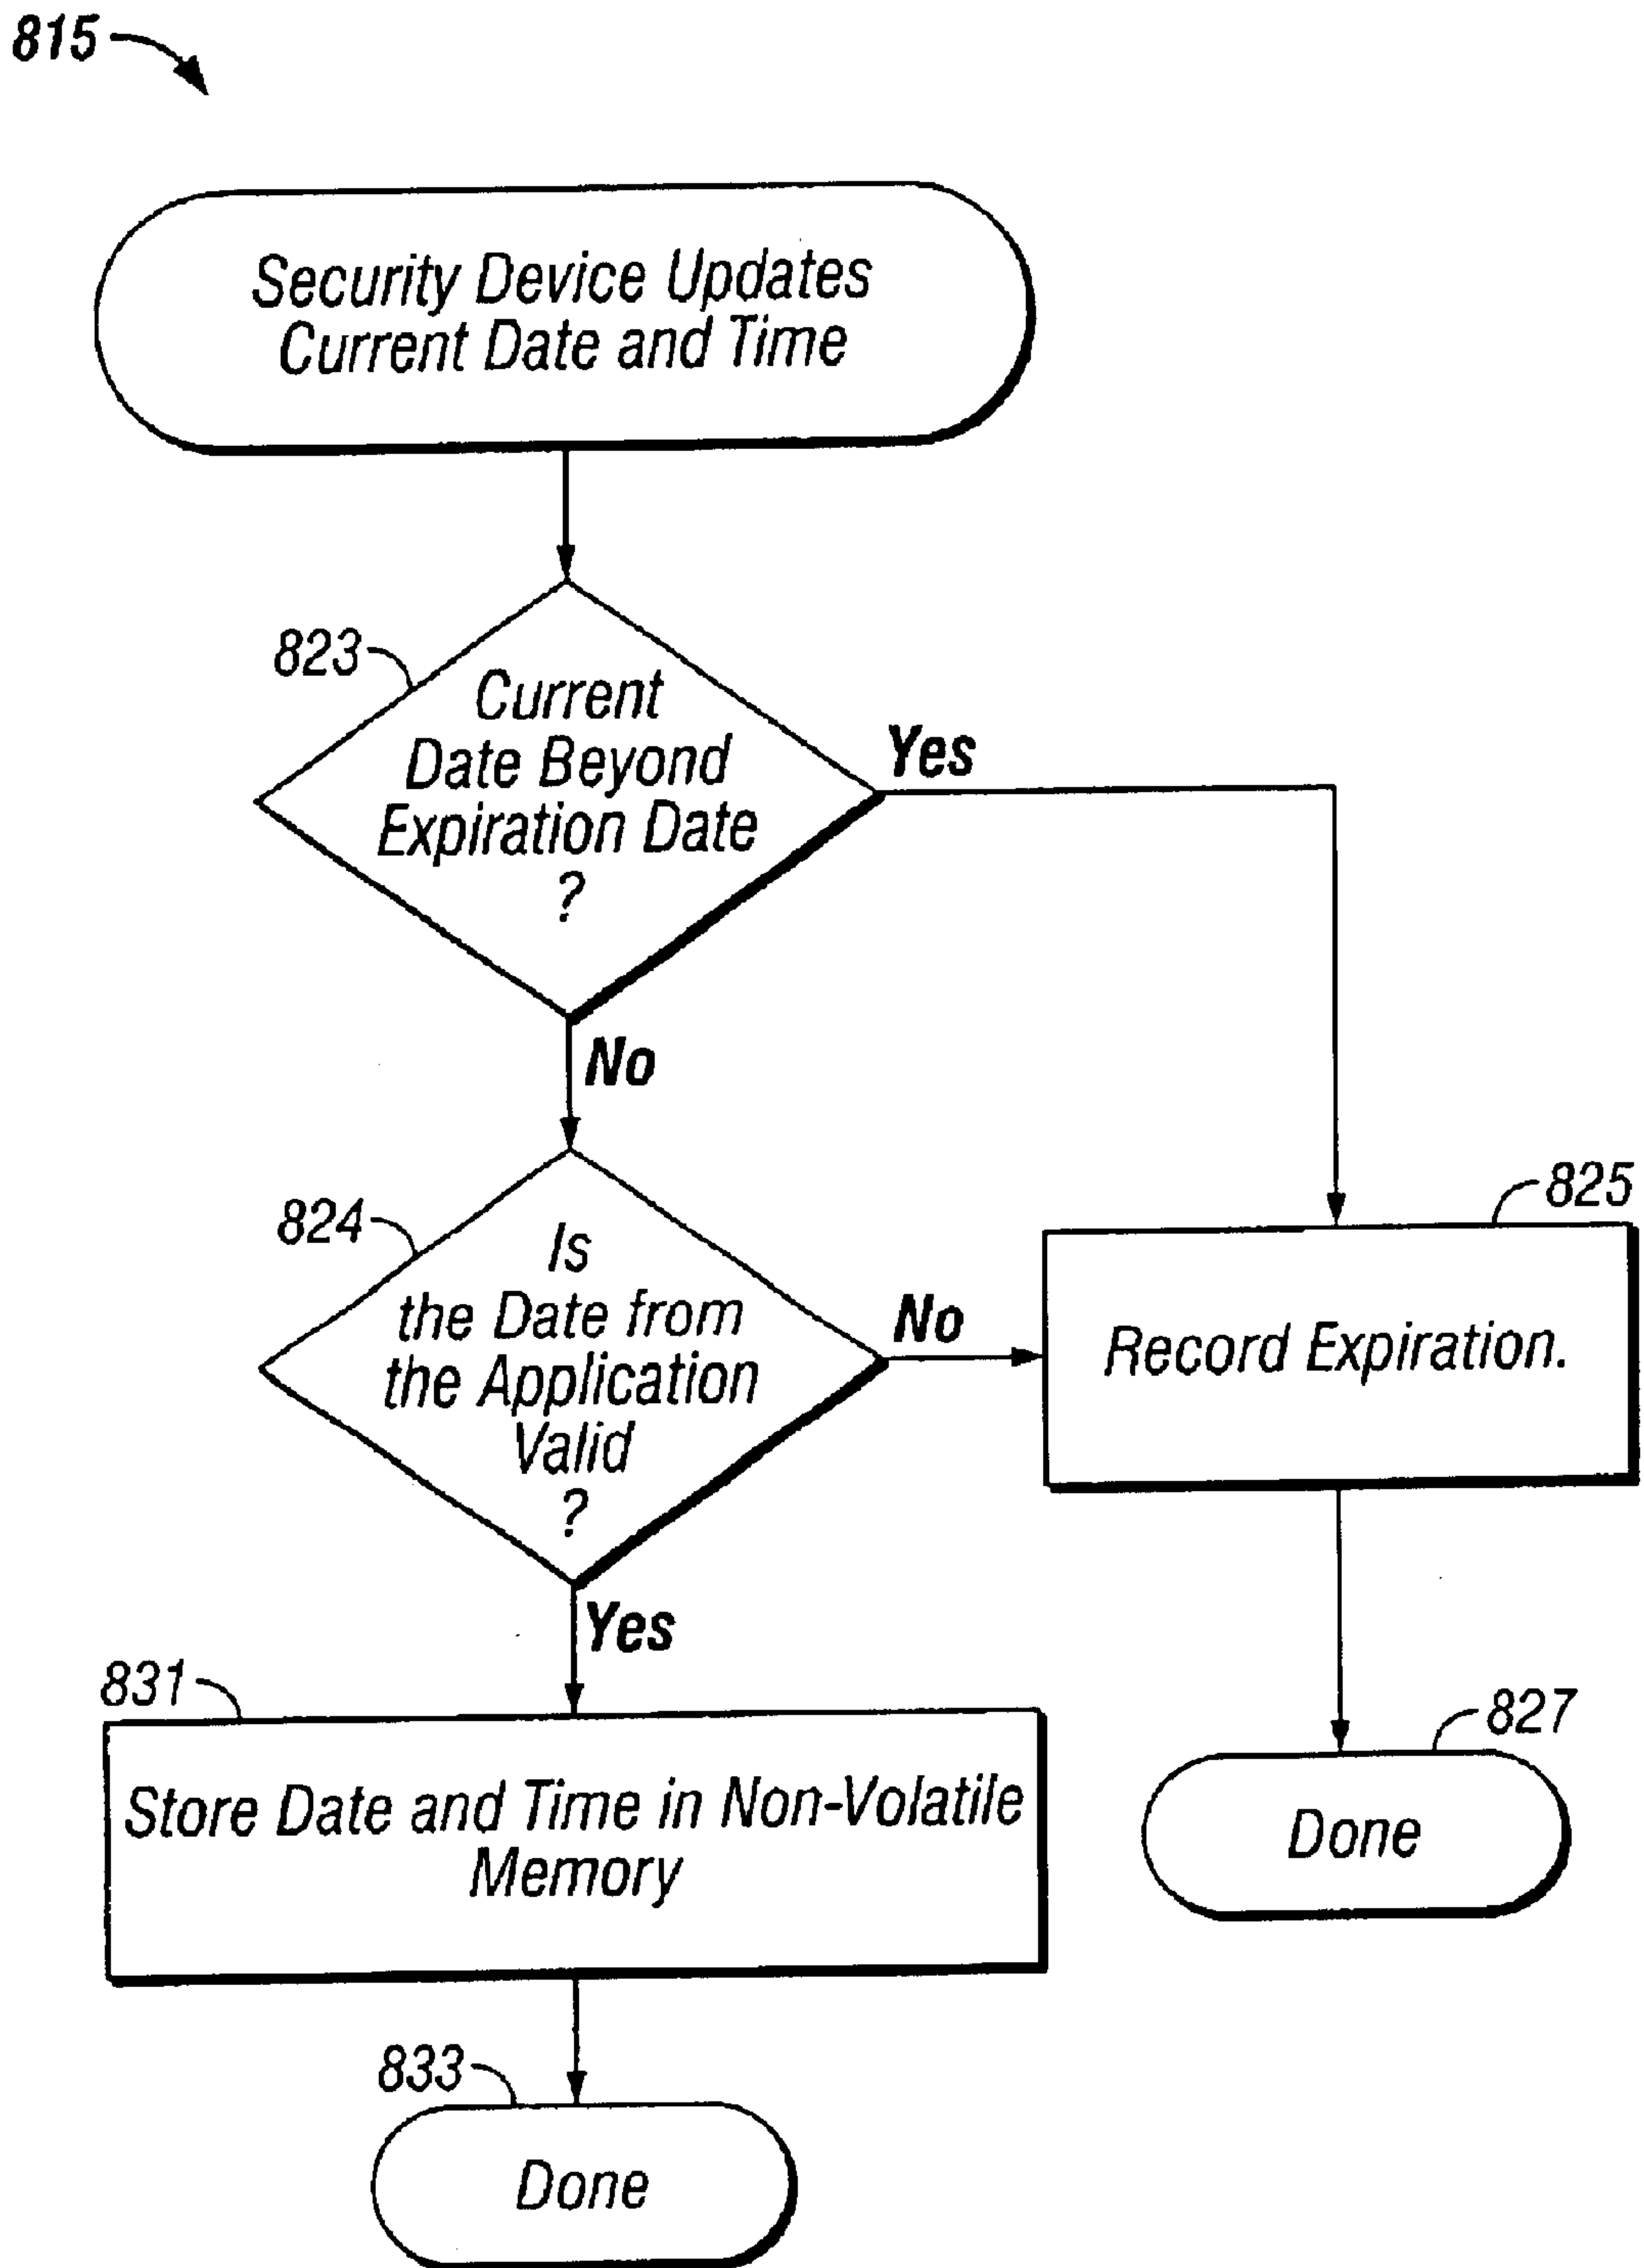 815
Security Device Updates
Current Date and Time
823
Current
Date Beyond
Expiration Date
?
Yes
No
824
Is
the Date from
the Application
Valid
?
No
825
Record Expiration.
Yes
831
Store Date and Time in Non-Volatile
Memory
827
Done
833
Done